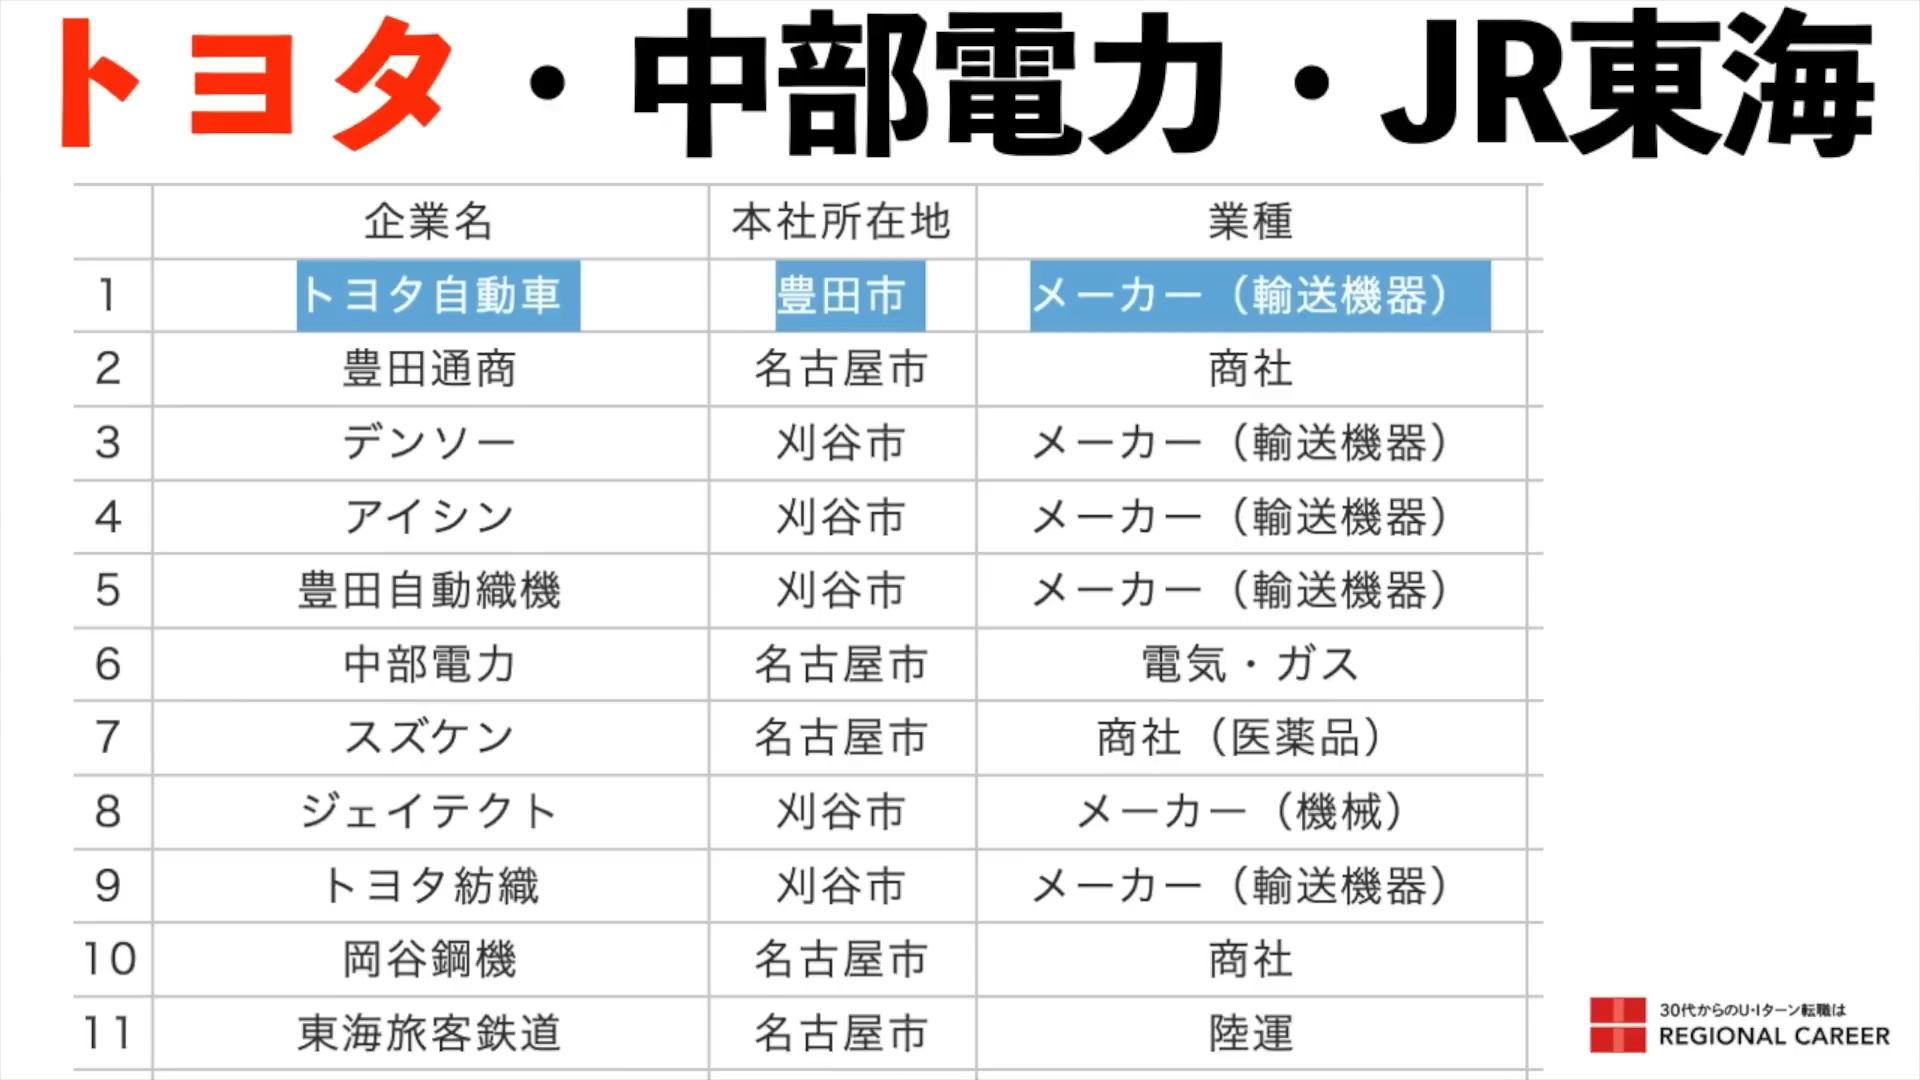 トヨタ・中部電力・JR東海
企業名 本社所在地 業種
1 トヨタ自動車 豊田市 メーカー（輸送機器）
2 豊田通商 名古屋市 商社
3 デンソー 刈谷市 メーカー（輸送機器）
4 アイシン 刈谷市 メーカー（輸送機器）
5 豊田自動織機 刈谷市 メーカー（輸送機器）
6 中部電力 名古屋市 電気・ガス
7 スズケン 名古屋市 商社（医薬品）
8 ジェイテクト 刈谷市 メーカー（機械）
9 トヨタ紡織 刈谷市 メーカー（輸送機器）
10 岡谷鋼機 名古屋市 商社
11 東海旅客鉄道 名古屋市 陸運
30代からのU・Iターン転職は
REGIONAL CAREER